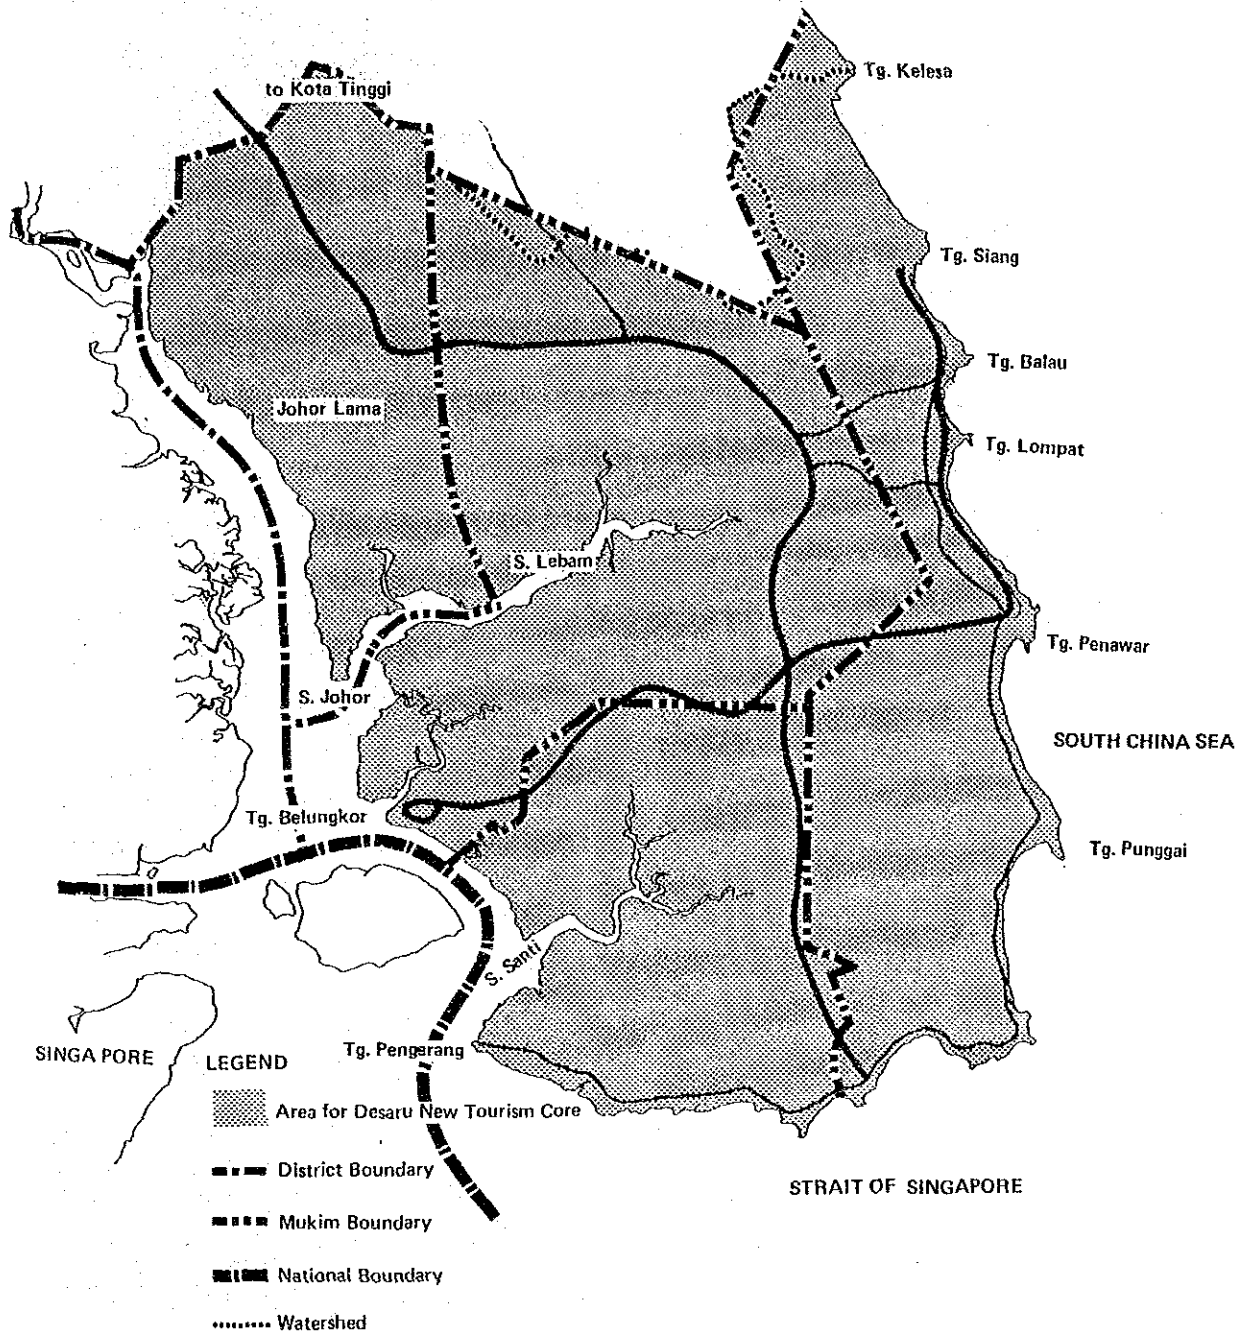 to Kota Tinggi
Tg. Kelesa
Tg. Siang
Tg. Balau
Johor Lama
Tg. Lompat
S. Lebam
Tg. Penawar
S. Johor
SOUTH CHINA SEA
Tg. Belungkor
Tg. Punggai
S. Santi
SINGAPORE
Tg. Pengerang
LEGEND
Area for Desaru New Tourism Core
District Boundary
STRAIT OF SINGAPORE
Mukim Boundary
National Boundary
Watershed